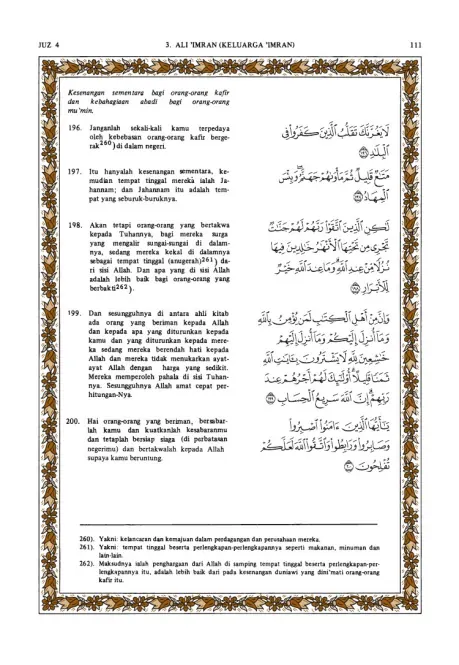 JUZ 4 3. ALI 'IMRAN (KELUARGA 'IMRAN) 111
Kesenangan sementara bagi orang-orang kafir
dan kebahagiaan abadi bagi orang-orang
mu'min.
196. Janganlah sekali-kali kamu terpedaya
oleh kebebasan orang-orang kafir berge-
rak260) di dalam negeri.
لَا يَغُرَّنَّكَ تَقَلُّبُ الَّذِينَ كَفَرُوا فِي
الْبِلَادِ ﴿١٩٦﴾
197. Itu hanyalah kesenangan sementara, ke-
mudian tempat tinggal mereka ialah Ja-
hannam; dan Jahannam itu adalah tem-
pat yang seburuk-buruknya.
مَتَاعٌ قَلِيلٌ ثُمَّ مَأْوَاهُمْ جَهَنَّمُ وَبِئْسَ
الْمِهَادُ ﴿١٩٧﴾
198. Akan tetapi orang-orang yang bertakwa
kepada Tuhannya, bagi mereka surga
yang mengalir sungai-sungai di dalam-
nya, sedang mereka kekal di dalamnya
sebagai tempat tinggal (anugerah)261) da-
ri sisi Allah. Dan apa yang di sisi Allah
adalah lebih baik bagi orang-orang yang
berbakti262).
لَكِنِ الَّذِينَ اتَّقَوْا رَبَّهُمْ لَهُمْ جَنَّاتٌ
تَجْرِي مِنْ تَحْتِهَا الْأَنْهَارُ خَالِدِينَ فِيهَا
نُزُلًا مِنْ عِنْدِ اللَّهِ وَمَا عِنْدَ اللَّهِ خَيْرٌ
لِلْأَبْرَارِ ﴿١٩٨﴾
199. Dan sesungguhnya di antara ahli kitab
ada orang yang beriman kepada Allah
dan kepada apa yang diturunkan kepada
kamu dan yang diturunkan kepada mere-
ka sedang mereka berendah hati kepada
Allah dan mereka tidak menukarkan ayat-
ayat Allah dengan harga yang sedikit.
Mereka memperoleh pahala di sisi Tuhan-
nya. Sesungguhnya Allah amat cepat per-
hitungan-Nya.
وَإِنَّ مِنْ أَهْلِ الْكِتَابِ لَمَنْ يُؤْمِنُ بِاللَّهِ
وَمَا أُنْزِلَ إِلَيْكُمْ وَمَا أُنْزِلَ إِلَيْهِمْ
خَاشِعِينَ لِلَّهِ لَا يَشْتَرُونَ بِآيَاتِ اللَّهِ
ثَمَنًا قَلِيلًا أُولَئِكَ لَهُمْ أَجْرُهُمْ عِنْدَ
رَبِّهِمْ إِنَّ اللَّهَ سَرِيعُ الْحِسَابِ ﴿١٩٩﴾
200. Hai orang-orang yang beriman, bersabar-
lah kamu dan kuatkanlah kesabaranmu
dan tetaplah bersiap siaga (di perbatasan
negerimu) dan bertakwalah kepada Allah
supaya kamu beruntung.
يَا أَيُّهَا الَّذِينَ آمَنُوا اصْبِرُوا
وَصَابِرُوا وَرَابِطُوا وَاتَّقُوا اللَّهَ لَعَلَّكُمْ
تُفْلِحُونَ ﴿٢٠٠﴾
260). Yakni: kelancaran dan kemajuan dalam perdagangan dan perusahaan mereka.
261). Yakni: tempat tinggal beserta perlengkapan-perlengkapannya seperti makanan, minuman dan
lain-lain.
262). Maksudnya ialah penghargaan dari Allah di samping tempat tinggal beserta perlengkapan-per-
lengkapannya itu, adalah lebih baik dari pada kesenangan duniawi yang dini'mati orang-orang
kafir itu.